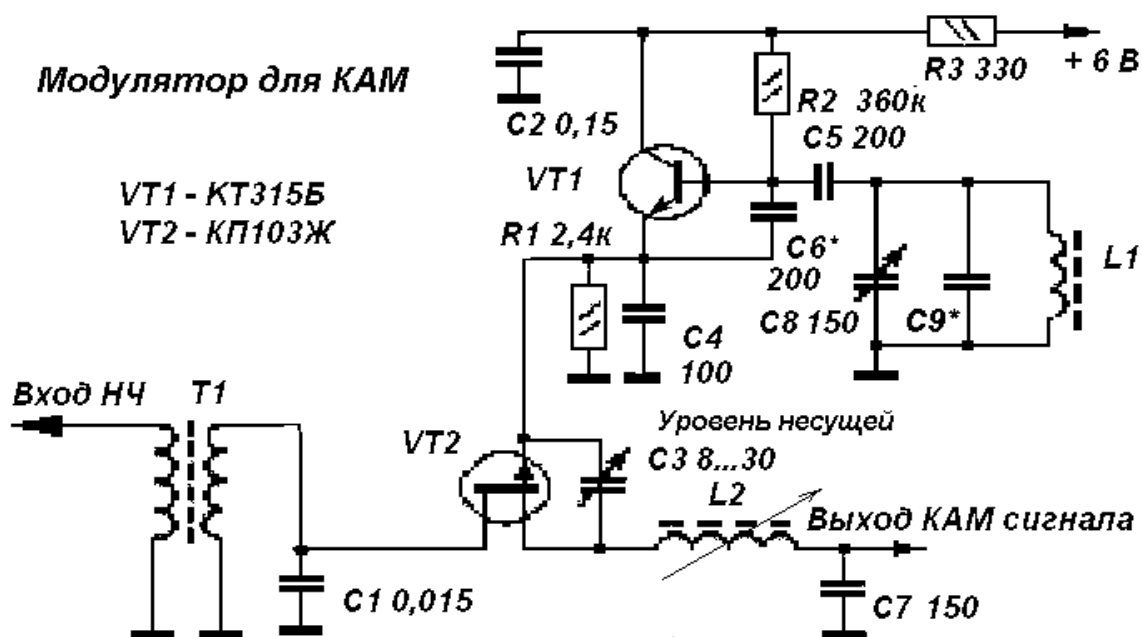 Модулятор для КАМ
VT1 - КТ315Б
VT2 - КП103Ж
C2 0,15
R3 330
+ 6 В
R2 360к
C5 200
VT1
R1 2,4к
C6*
200
C8 150
C9*
L1
C4
100
Вход НЧ
T1
VT2
Уровень несущей
C3 8...30
L2
Выход КАМ сигнала
C1 0,015
C7 150